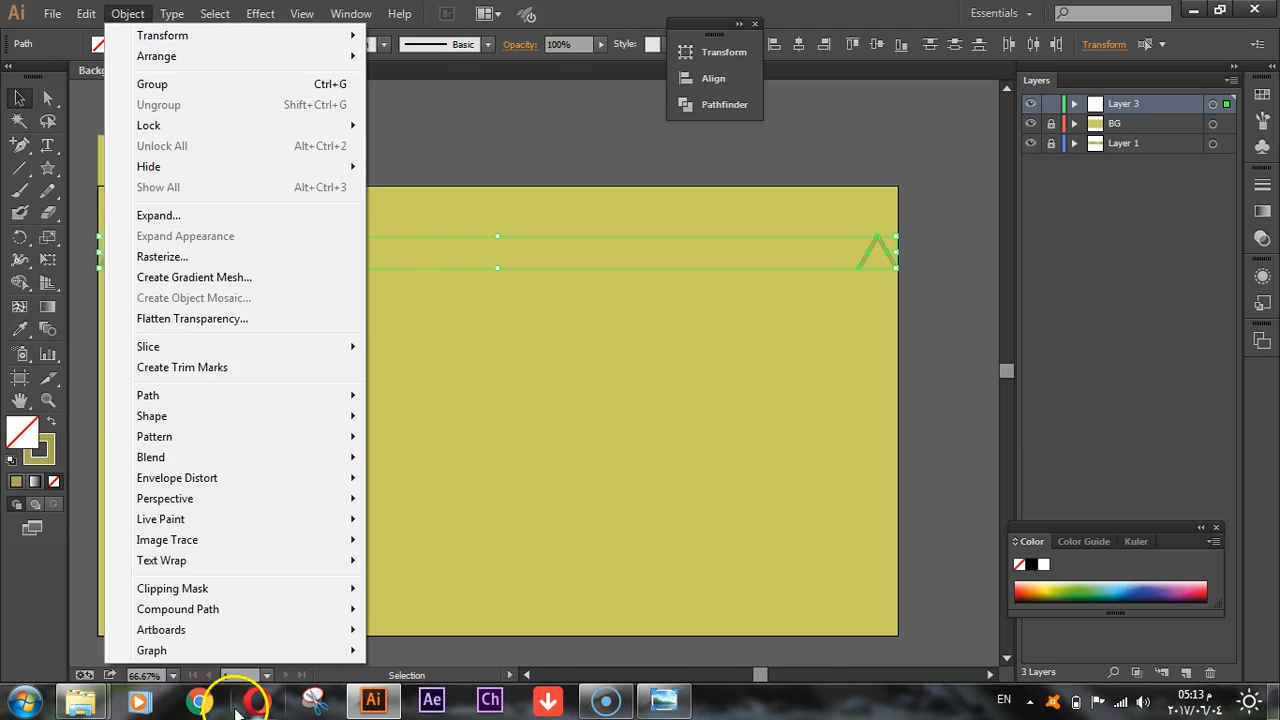 Ai File Edit Object Type Select Effect View Window Help Br Essentials
Path Basic Opacity: 100% Style: Transform
Backg
Transform
Arrange
Group Ctrl+G
Ungroup Shift+Ctrl+G
Lock
Unlock All Alt+Ctrl+2
Hide
Show All Alt+Ctrl+3
Expand...
Expand Appearance
Rasterize...
Create Gradient Mesh...
Create Object Mosaic...
Flatten Transparency...
Slice
Create Trim Marks
Path
Shape
Pattern
Blend
Envelope Distort
Perspective
Live Paint
Image Trace
Text Wrap
Clipping Mask
Compound Path
Artboards
Graph
Transform
Align
Pathfinder
Layers
Layer 3
BG
Layer 1
Color Color Guide Kuler
66.67% Selection 3 Layers
Ai Ae Ch EN 05:13 م
٢٠١٧/٠٦/٠٤